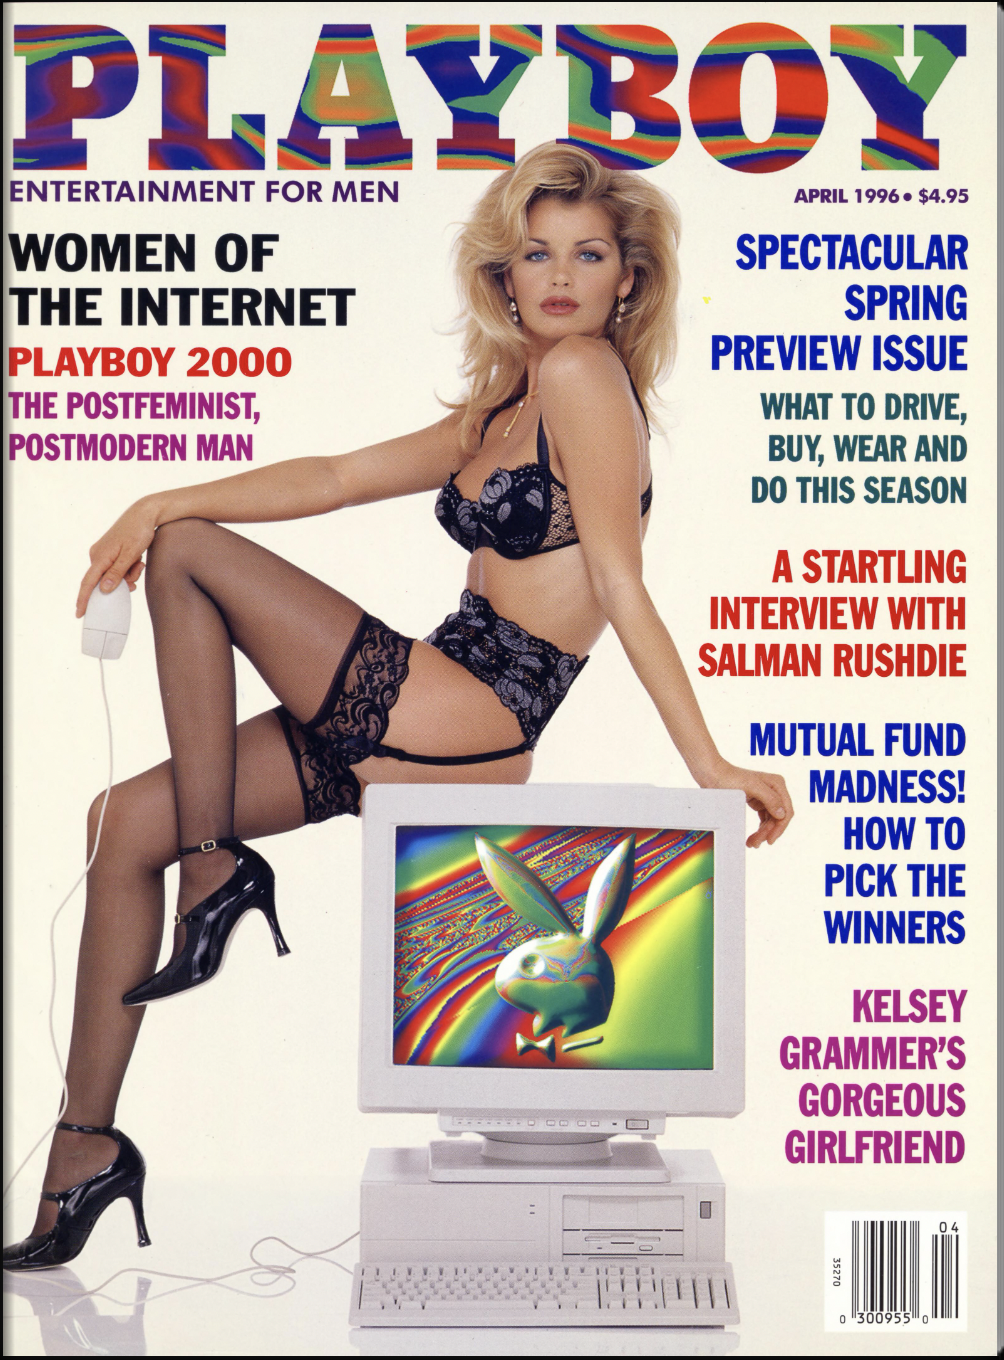 PLAYBOY
ENTERTAINMENT FOR MEN
APRIL 1996 • $4.95
WOMEN OF
THE INTERNET
PLAYBOY 2000
THE POSTFEMINIST,
POSTMODERN MAN
SPECTACULAR
SPRING
PREVIEW ISSUE
WHAT TO DRIVE,
BUY, WEAR AND
DO THIS SEASON
A STARTLING
INTERVIEW WITH
SALMAN RUSHDIE
MUTUAL FUND
MADNESS!
HOW TO
PICK THE
WINNERS
KELSEY
GRAMMER'S
GORGEOUS
GIRLFRIEND
04
35270
0 300955 0